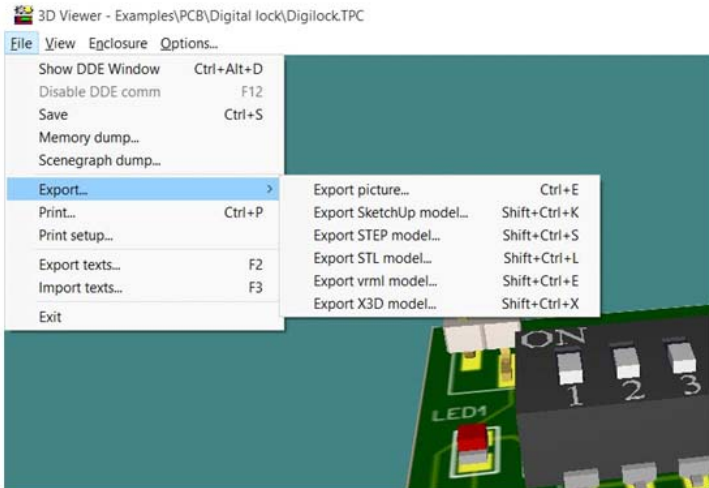 3D Viewer - Examples\PCB\Digital lock\Digilock.TPC
File View Enclosure Options...
Show DDE Window Ctrl+Alt+D
Disable DDE comm F12
Save Ctrl+S
Memory dump...
Scenegraph dump...
Export... >
Export picture... Ctrl+E
Print... Ctrl+P
Export SketchUp model... Shift+Ctrl+K
Print setup...
Export STEP model... Shift+Ctrl+S
Export texts... F2
Export STL model... Shift+Ctrl+L
Import texts... F3
Export vrml model... Shift+Ctrl+E
Export X3D model... Shift+Ctrl+X
Exit
ON
1 2 3
LED1